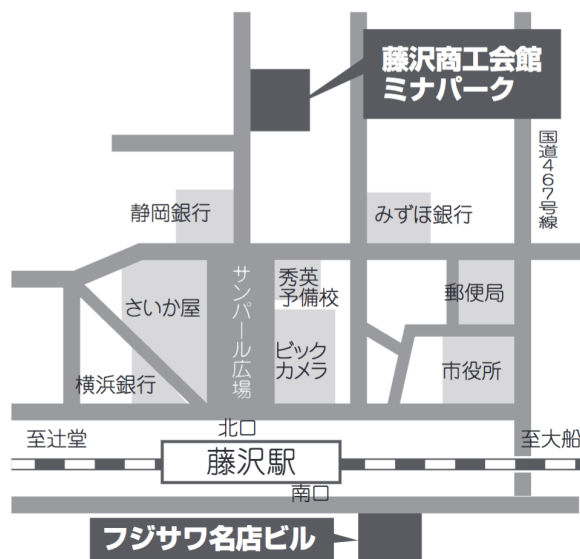 藤沢商工会館
ミナパーク
国道467号線
静岡銀行
みずほ銀行
サンパール広場
秀英
予備校
郵便局
さいか屋
ビック
カメラ
市役所
横浜銀行
北口
至辻堂
藤沢駅
至大船
南口
フジサワ名店ビル